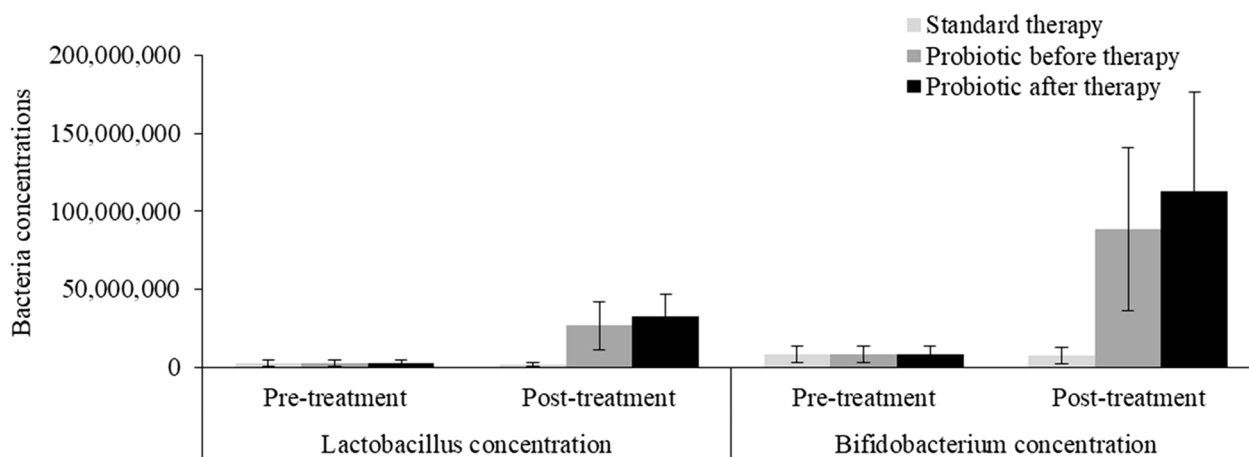 Standard therapy
Probiotic before therapy
Probiotic after therapy
Bacteria concentrations
200,000,000
150,000,000
100,000,000
50,000,000
0
Pre-treatment Post-treatment Pre-treatment Post-treatment
Lactobacillus concentration Bifidobacterium concentration